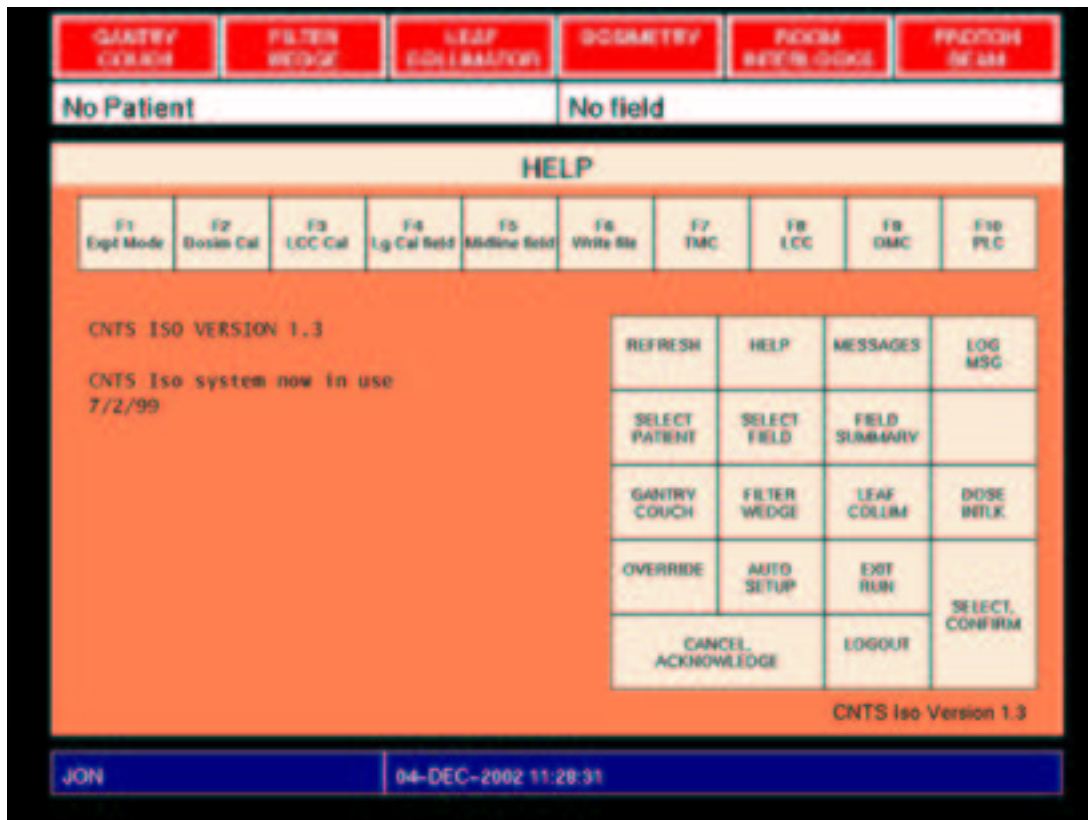 GANTRY
COUCH
FILTER
WEDGE
LEAF
COLLIMATOR
DOSIMETRY
ROOM
INTERLOCKS
PROTON
BEAM
No Patient
No field
HELP
F1
Expt Mode
F2
Dosim Cal
F3
LCC Cal
F4
Lg Cal field
F5
Midline field
F6
Write file
F7
TMC
F8
LCC
F9
DMC
F10
PLC
CNTS ISO VERSION 1.3
CNTS Iso system now in use
7/2/99
REFRESH
HELP
MESSAGES
LOG
MSG
SELECT
PATIENT
SELECT
FIELD
FIELD
SUMMARY
GANTRY
COUCH
FILTER
WEDGE
LEAF
COLLIM
DOSE
INTLK
OVERRIDE
AUTO
SETUP
EXIT
RUN
SELECT,
CONFIRM
CANCEL,
ACKNOWLEDGE
LOGOUT
CNTS Iso Version 1.3
JON
04-DEC-2002 11:28:31